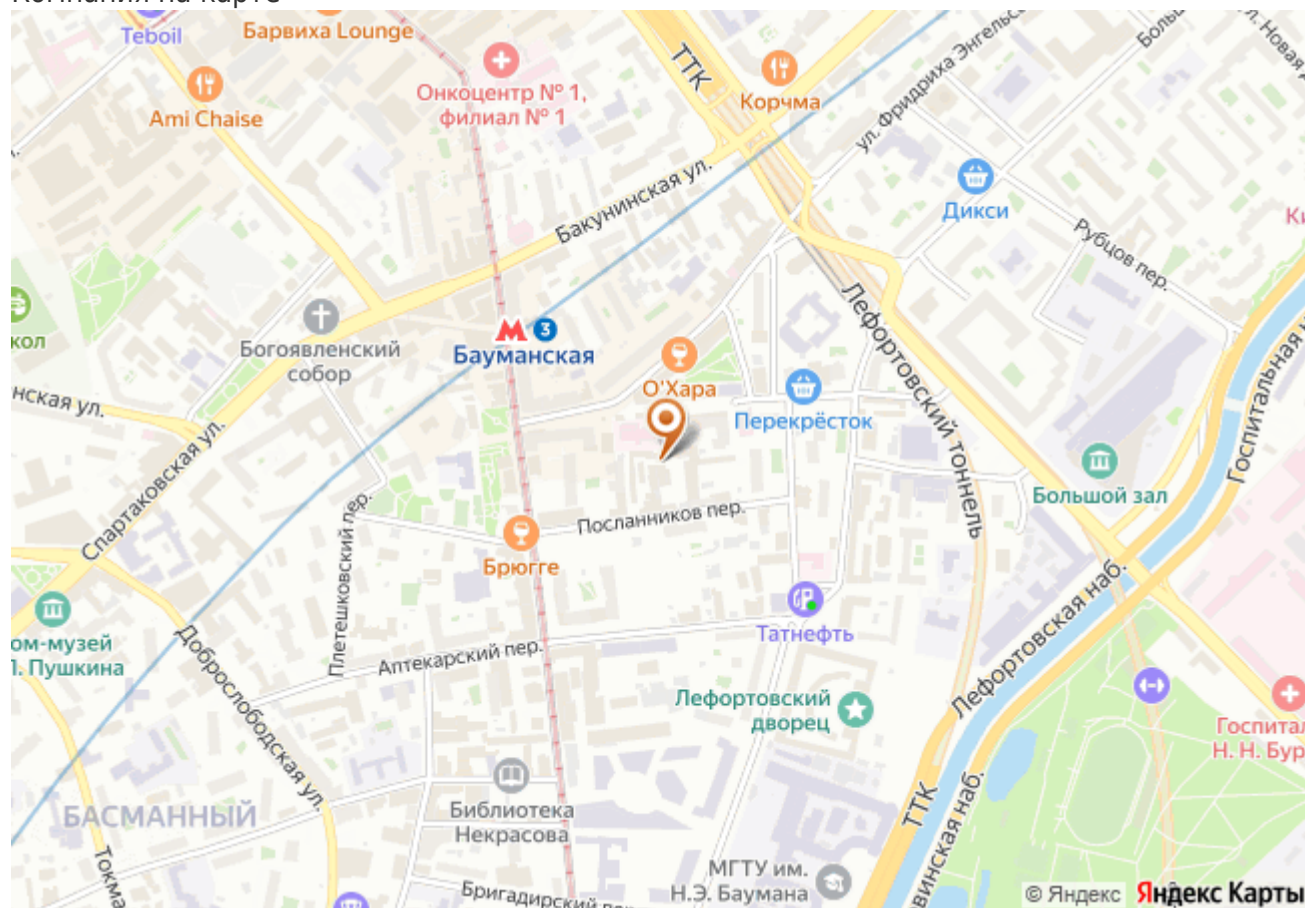 Teboil
Барвиха Lounge
Ami Chaise
Онкоцентр № 1,
филиал № 1
ТТК
Корчма
ул. Фридриха Энгельса
Бакунинская ул.
Дикси
Рубцов пер.
Богоявленский
собор
Бауманская
3
О'Хара
Перекрёсток
Лефортовский тоннель
Госпитальная
Большой зал
Спартаковская ул.
Плетешковский пер.
Посланников пер.
Брюгге
Татнефть
Аптекарский пер.
Доброслободская ул.
Лефортовский
дворец
Лефортовская наб.
Н. Н. Бур
БАСМАННЫЙ
Библиотека
Некрасова
ТТК
МГТУ им.
Н.Э. Баумана
Бригадирский
© Яндекс Яндекс Карты